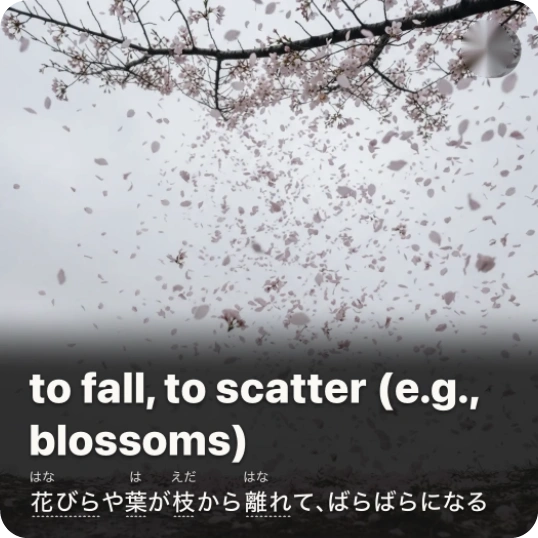 to fall, to scatter (e.g.,
blossoms)
はな は えだ はな
花びらや葉が枝から離れて、ばらばらになる